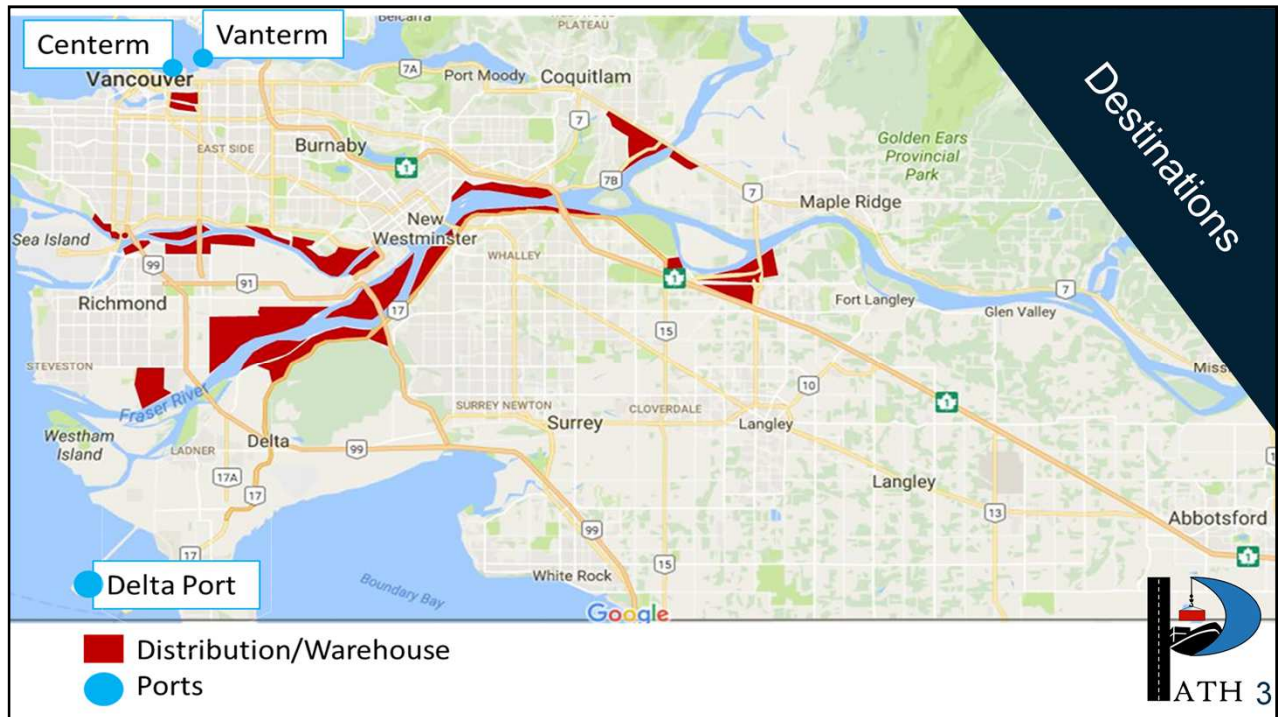 Belcarra
PLATEAU
Centerm
Vanterm
Vancouver
7A
Port Moody
Coquitlam
7
EAST SIDE
Burnaby
1
Golden Ears
Provincial
Park
7B
7
Maple Ridge
New
Westminster
Sea Island
WHALLEY
99
91
1
Richmond
17
Fort Langley
7
Glen Valley
15
STEVESTON
10
Fraser River
SURREY NEWTON
CLOVERDALE
1
Westham
Island
LADNER
Delta
Surrey
Langley
99
17A
17
Langley
13
99
Abbotsford
17
1
Delta Port
Boundary Bay
White Rock
15
Google
Destinations
Distribution/Warehouse
Ports
PATH 3